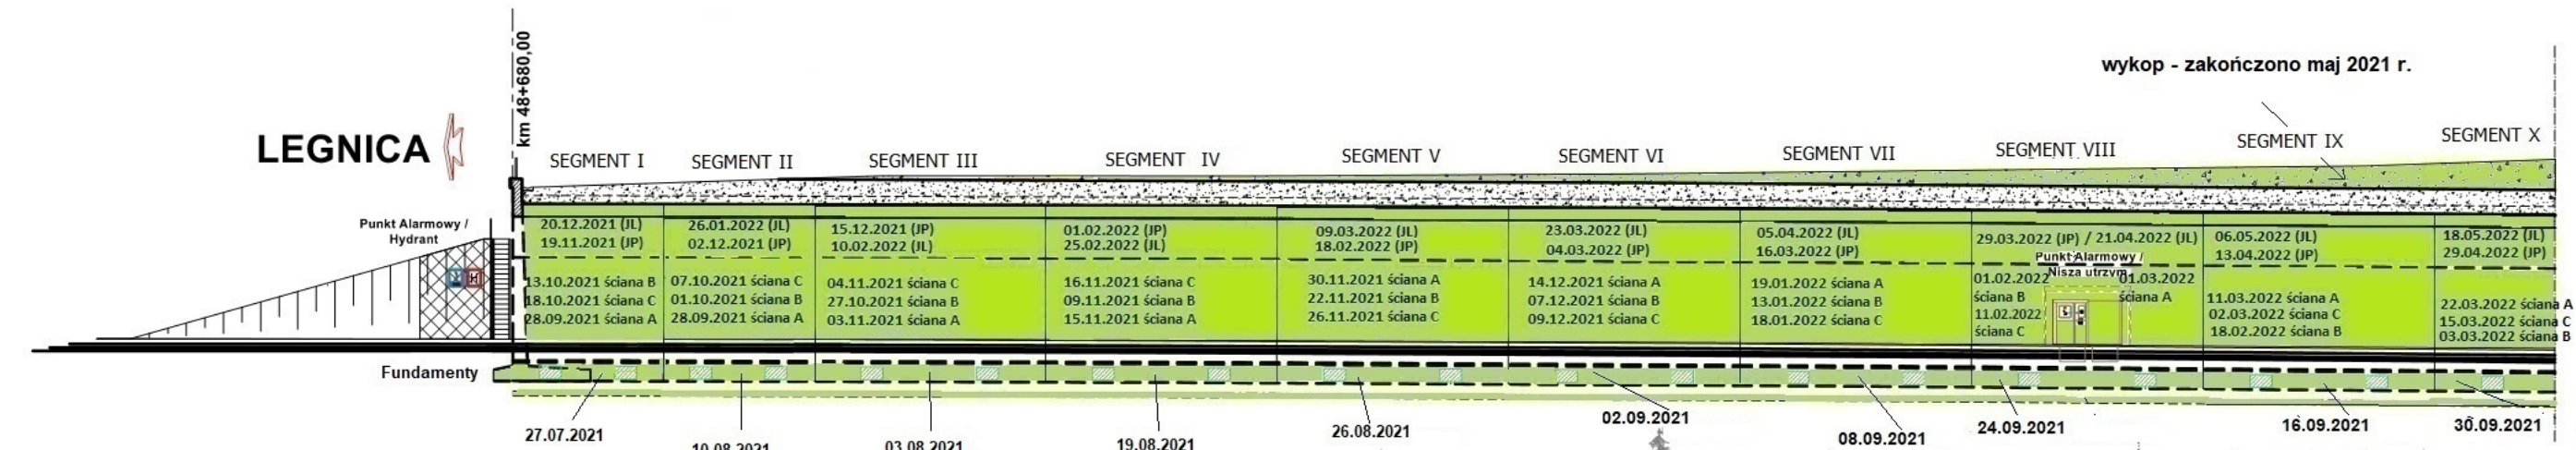 km 48+680,00
wykop - zakończono maj 2021 r.
LEGNICA
SEGMENT I
SEGMENT II
SEGMENT III
SEGMENT IV
SEGMENT V
SEGMENT VI
SEGMENT VII
SEGMENT VIII
SEGMENT IX
SEGMENT X
Punkt Alarmowy /
Hydrant
20.12.2021 (JL)
19.11.2021 (JP)
13.10.2021 ściana B
18.10.2021 ściana C
28.09.2021 ściana A
26.01.2022 (JL)
02.12.2021 (JP)
07.10.2021 ściana C
01.10.2021 ściana B
28.09.2021 ściana A
15.12.2021 (JP)
10.02.2022 (JL)
04.11.2021 ściana C
27.10.2021 ściana B
03.11.2021 ściana A
01.02.2022 (JP)
25.02.2022 (JL)
16.11.2021 ściana C
09.11.2021 ściana B
15.11.2021 ściana A
09.03.2022 (JL)
18.02.2022 (JP)
30.11.2021 ściana A
22.11.2021 ściana B
26.11.2021 ściana C
23.03.2022 (JL)
04.03.2022 (JP)
14.12.2021 ściana A
07.12.2021 ściana B
09.12.2021 ściana C
05.04.2022 (JL)
16.03.2022 (JP)
19.01.2022 ściana A
13.01.2022 ściana B
18.01.2022 ściana C
29.03.2022 (JP) / 21.04.2022 (JL)
Punkt Alarmowy /
Nisza utrzym.
01.02.2022
ściana B
11.02.2022
ściana C
01.03.2022
ściana A
06.05.2022 (JL)
13.04.2022 (JP)
11.03.2022 ściana A
02.03.2022 ściana C
18.02.2022 ściana B
18.05.2022 (JL)
29.04.2022 (JP)
22.03.2022 ściana A
15.03.2022 ściana C
03.03.2022 ściana B
Fundamenty
27.07.2021
10.08.2021
03.08.2021
19.08.2021
26.08.2021
02.09.2021
08.09.2021
24.09.2021
16.09.2021
30.09.2021